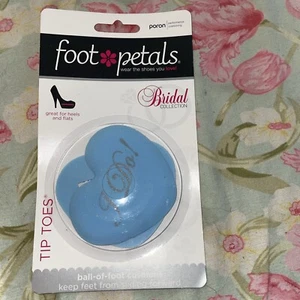 poron
foot petals®
wear the shoes you love!
great for heels and flats
Bridal
COLLECTION
I Do!
TIP TOES®
ball-of-foot
keep feet from